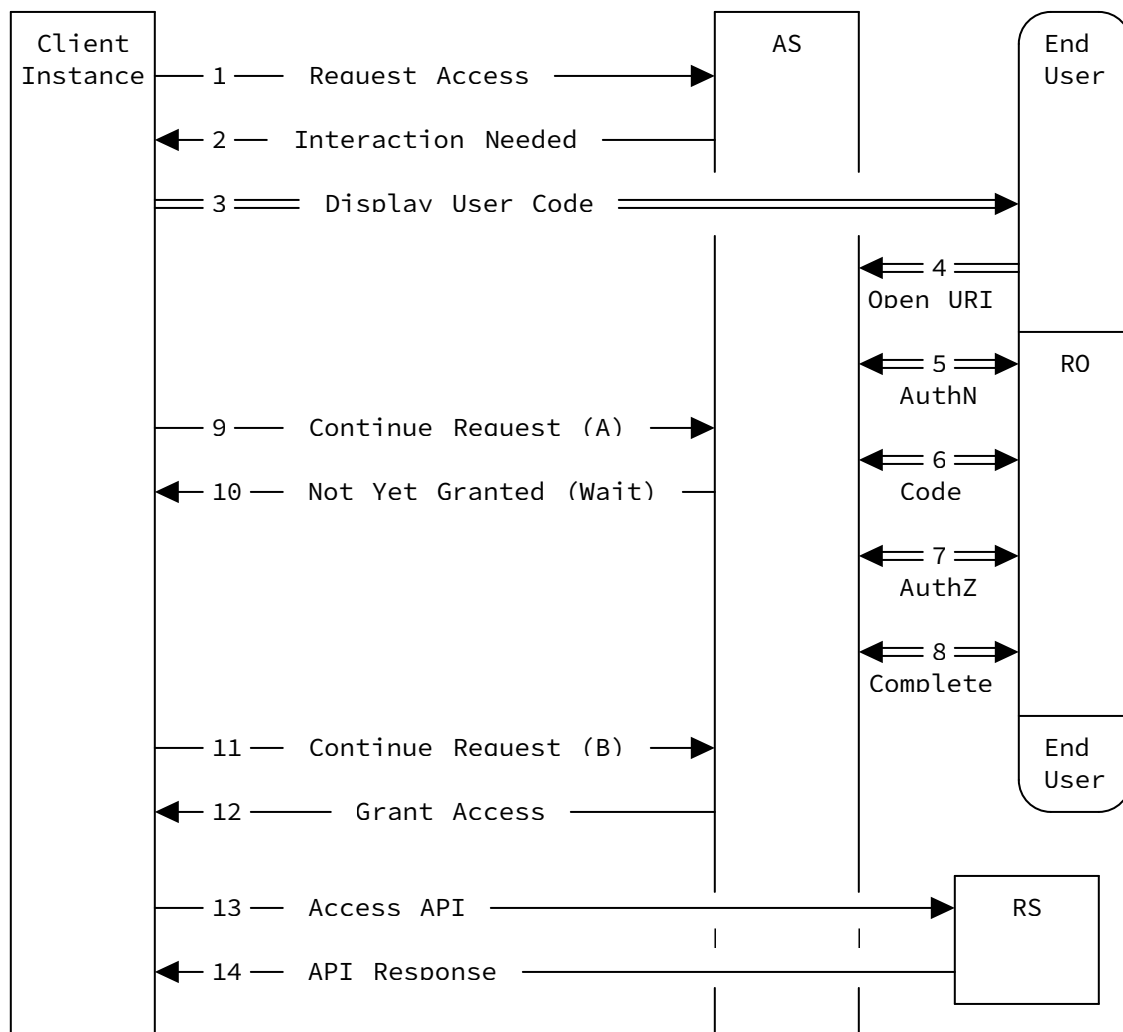 Client AS End
Instance 1 Request Access User
2 Interaction Needed
3 Display User Code
4
Open URI
5 RO
AuthN
9 Continue Request (A)
6
10 Not Yet Granted (Wait) Code
7
AuthZ
8
Complete
11 Continue Request (B) End
User
12 Grant Access
13 Access API RS
14 API Response